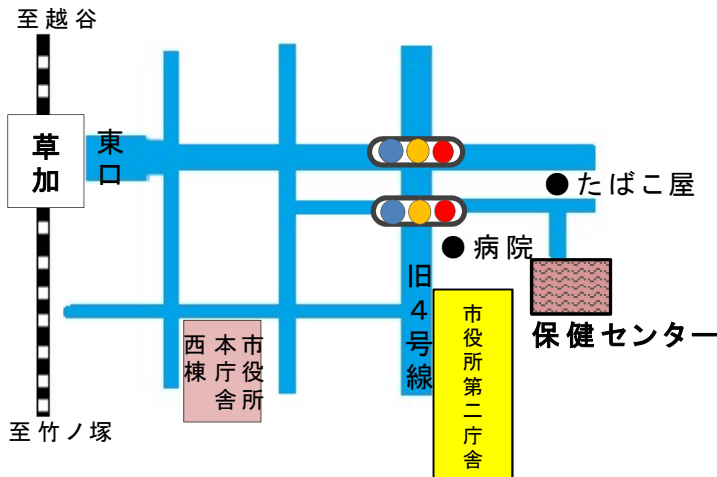 至越谷
草加
東口
たばこ屋
病院
旧4号線
保健センター
市役所
本庁舎
西棟
市役所第二庁舎
至竹ノ塚